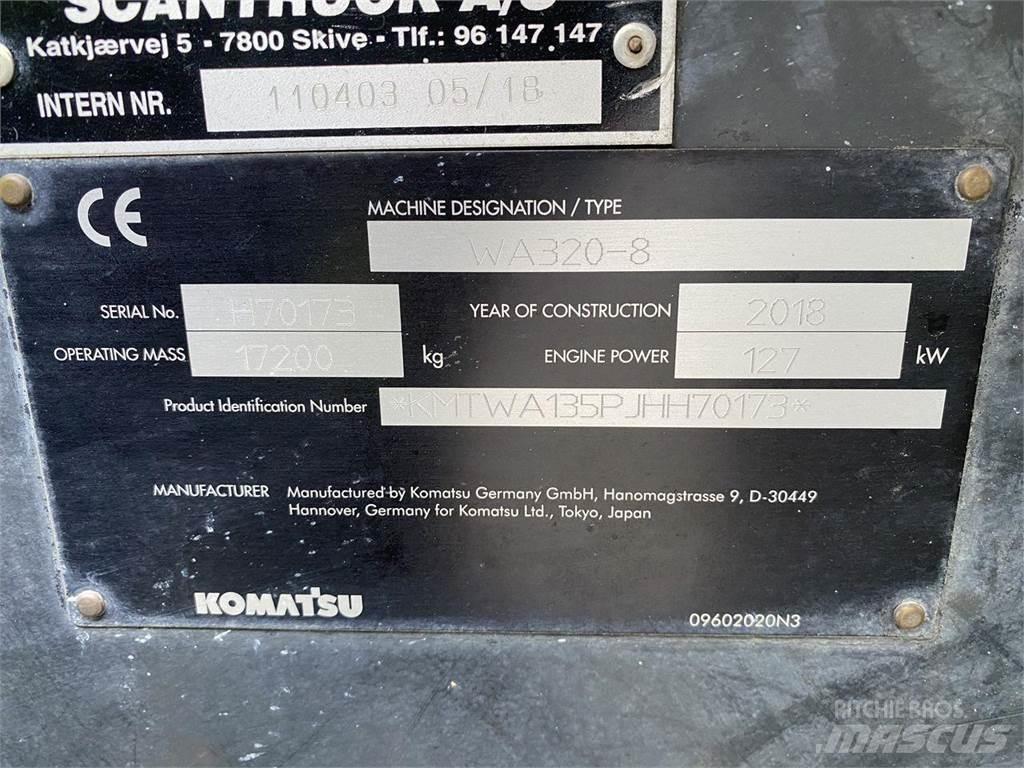 SCANTRUCK A/S
Katkjærvej 5 - 7800 Skive - Tlf.: 96 147 147
INTERN NR. 110403 05/18
CE
MACHINE DESIGNATION / TYPE
WA320-8
SERIAL No. H70173 YEAR OF CONSTRUCTION 2018
OPERATING MASS 17200 kg ENGINE POWER 127 kW
Product Identification Number *KMTWA135PJHH70173*
MANUFACTURER Manufactured by Komatsu Germany GmbH, Hanomagstrasse 9, D-30449
Hannover, Germany for Komatsu Ltd., Tokyo, Japan
KOMATSU
09602020N3
RITCHIE BROS.
MASCUS